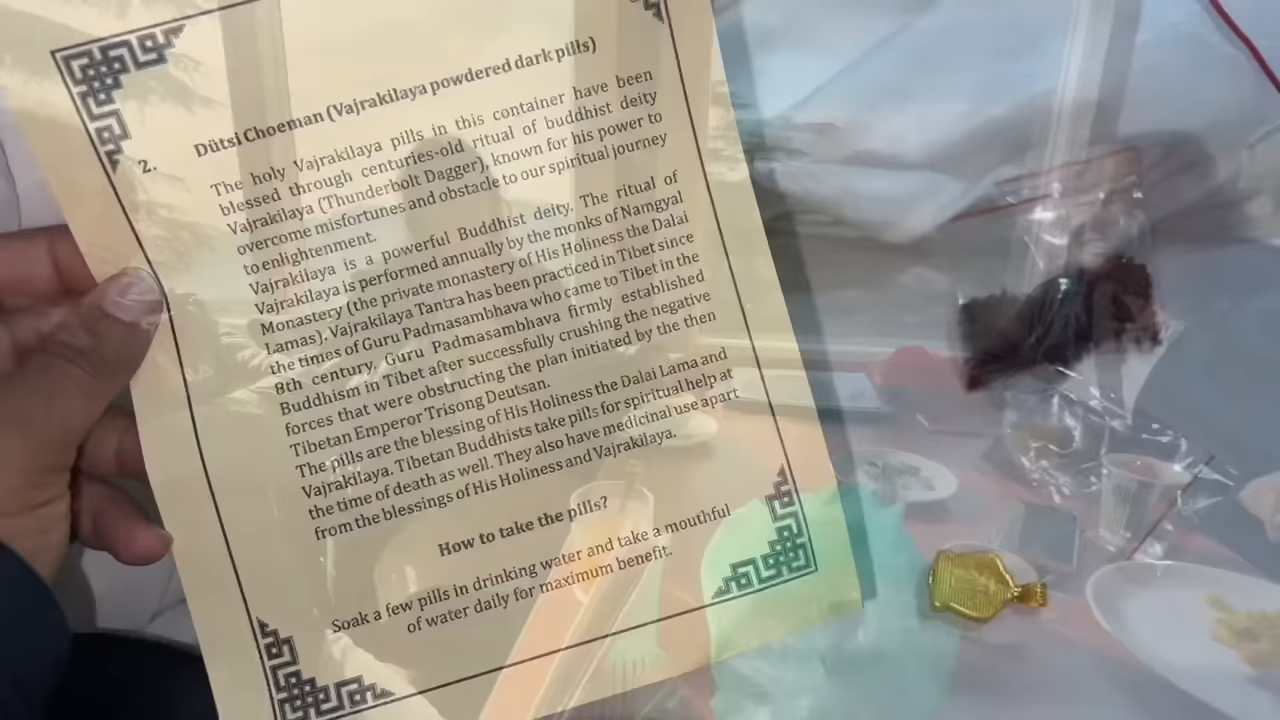 2. Dütsi Choeman (Vajrakilaya powdered dark pills)
The holy Vajrakilaya pills in this container have been
blessed through centuries-old ritual of buddhist deity
Vajrakilaya (Thunderbolt Dagger), known for his power to
overcome misfortunes and obstacle to our spiritual journey
to enlightenment.
Vajrakilaya is a powerful Buddhist deity. The ritual of
Vajrakilaya is performed annually by the monks of Namgyal
Monastery (the private monastery of His Holiness the Dalai
Lamas). Vajrakilaya Tantra has been practiced in Tibet since
the times of Guru Padmasambhava who came to Tibet in the
8th century. Guru Padmasambhava firmly established
Buddhism in Tibet after successfully crushing the negative
forces that were obstructing the plan initiated by the then
Tibetan Emperor Trisong Deutsan.
The pills are the blessing of His Holiness the Dalai Lama and
Vajrakilaya. Tibetan Buddhists take pills for spiritual help at
the time of death as well. They also have medicinal use apart
from the blessings of His Holiness and Vajrakilaya.
How to take the pills?
Soak a few pills in drinking water and take a mouthful
of water daily for maximum benefit.